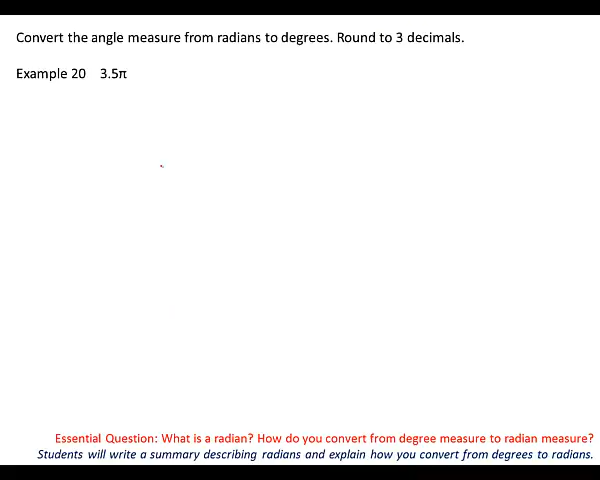 Convert the angle measure from radians to degrees. Round to 3 decimals.
Example 20 3.5π
Essential Question: What is a radian? How do you convert from degree measure to radian measure?
Students will write a summary describing radians and explain how you convert from degrees to radians.